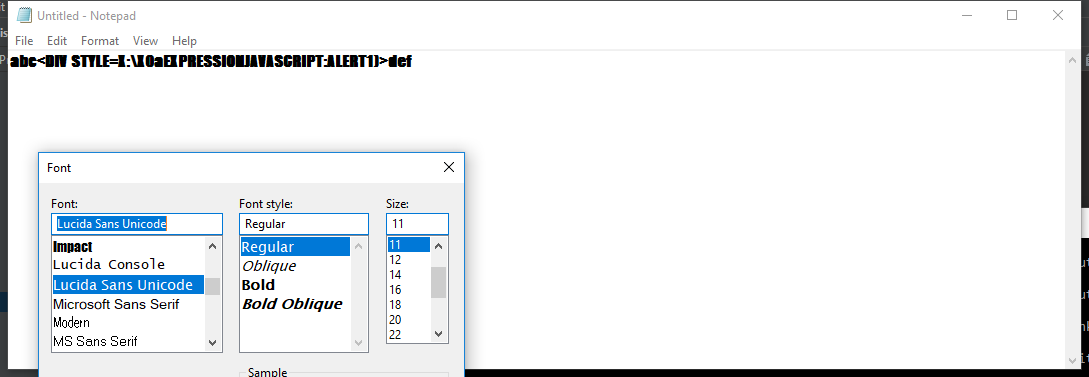 Untitled - Notepad
File Edit Format View Help
abc<DIV STYLE=X:\X0aEXPRESSIONJAVASCRIPT:ALERT1)>def
Font
Font: Font style: Size:
Lucida Sans Unicode Regular 11
Impact Regular 11
Lucida Console Oblique 12
Lucida Sans Unicode Bold 14
Microsoft Sans Serif Bold Oblique 16
Modern 18
MS Sans Serif 20
22
Sample